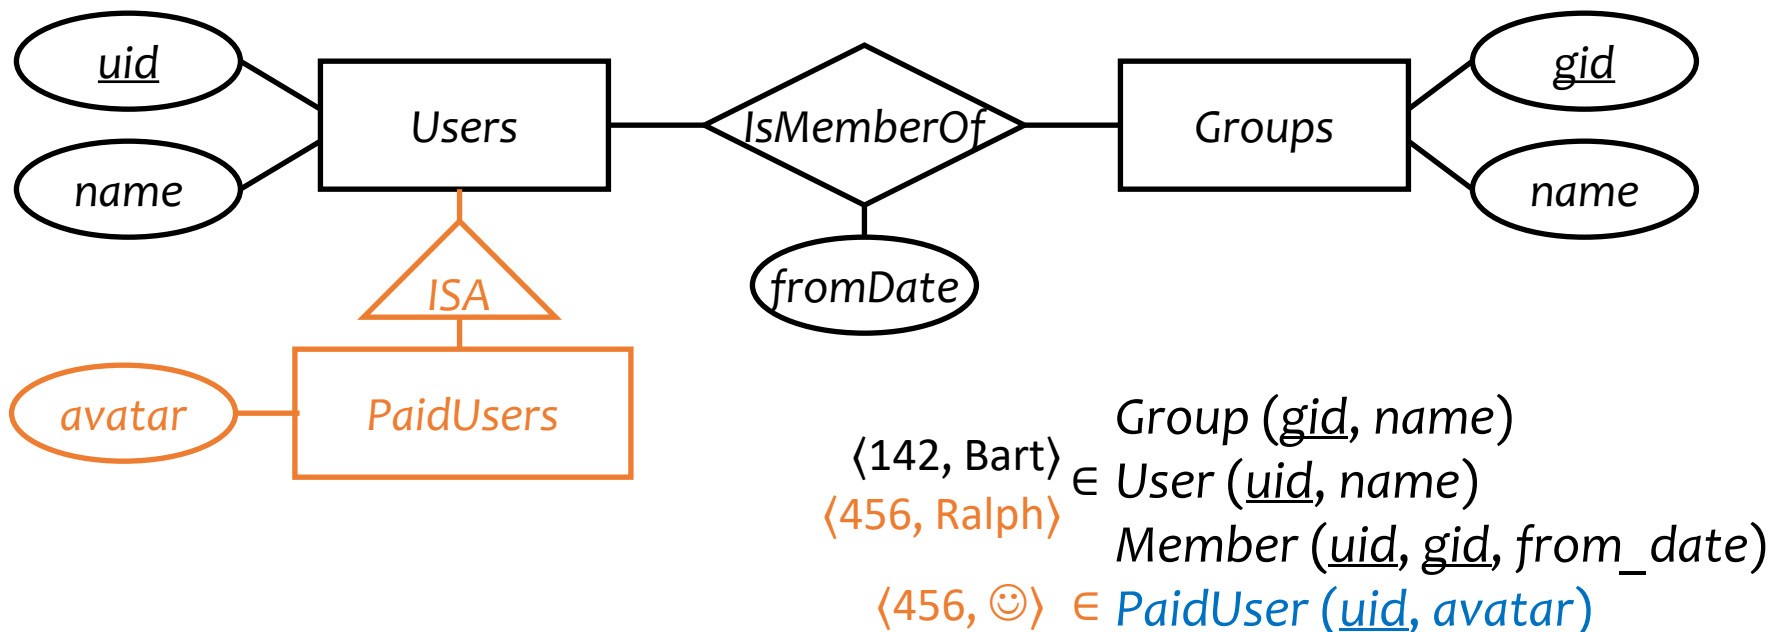 uid
name
Users
IsMemberOf
fromDate
Groups
gid
name
ISA
avatar
PaidUsers
Group (gid, name)
⟨142, Bart⟩
⟨456, Ralph⟩
∈ User (uid, name)
Member (uid, gid, from_date)
⟨456, ☺⟩ ∈ PaidUser (uid, avatar)